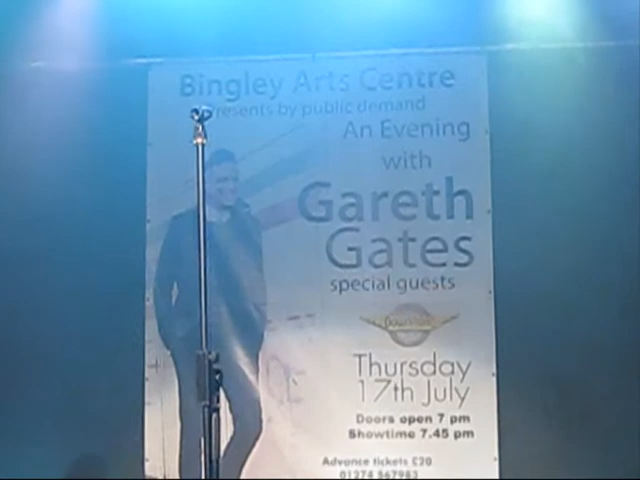 Bingley Arts Centre
Presents by public demand
An Evening
with
Gareth
Gates
special guests
Thursday
17th July
Doors open 7 pm
Showtime 7.45 pm
Advance tickets £20
01274 567983